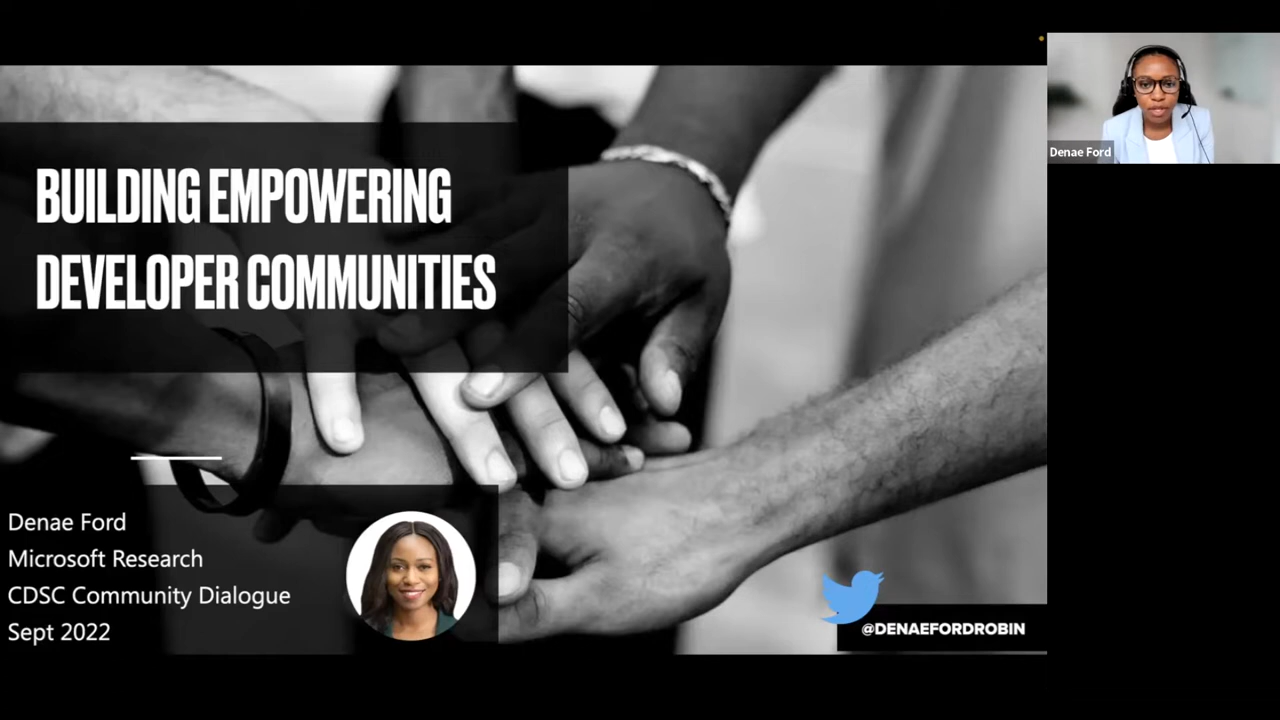 BUILDING EMPOWERING
DEVELOPER COMMUNITIES
Denae Ford
Microsoft Research
CDSC Community Dialogue
Sept 2022
@DENAEFORDROBIN
Denae Ford